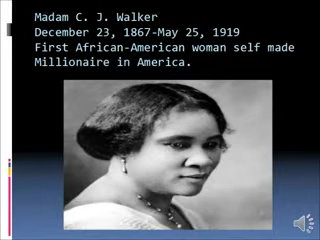 Madam C. J. Walker
December 23, 1867-May 25, 1919
First African-American woman self made
Millionaire in America.